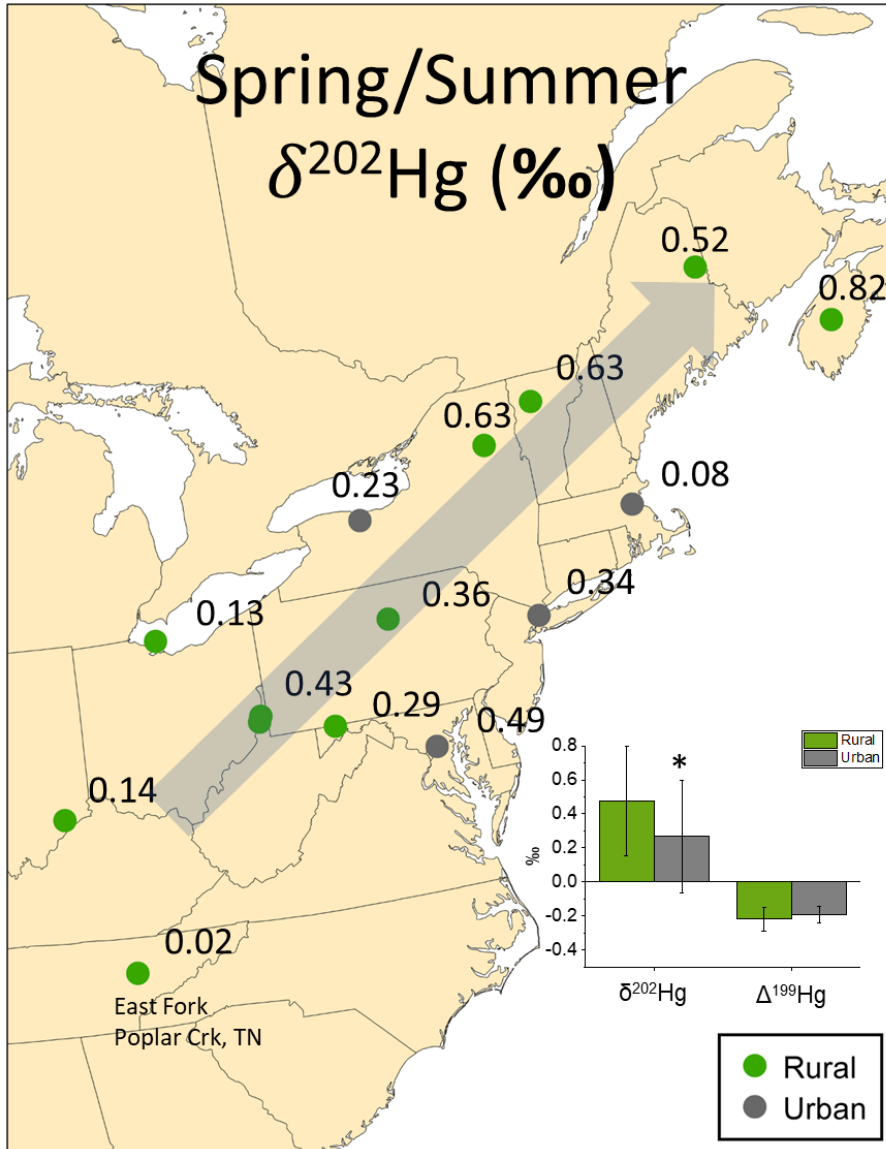 Spring/Summer
δ²⁰²Hg (‰)
0.52
0.82
0.63
0.63
0.08
0.23
0.34
0.36
0.13
0.43
0.29
0.49
0.14
0.02
East Fork
Poplar Crk, TN
Rural
Urban
*
0.8
0.6
0.4
0.2
0.0
-0.2
-0.4
‰
δ²⁰²Hg Δ¹⁹⁹Hg
Rural
Urban